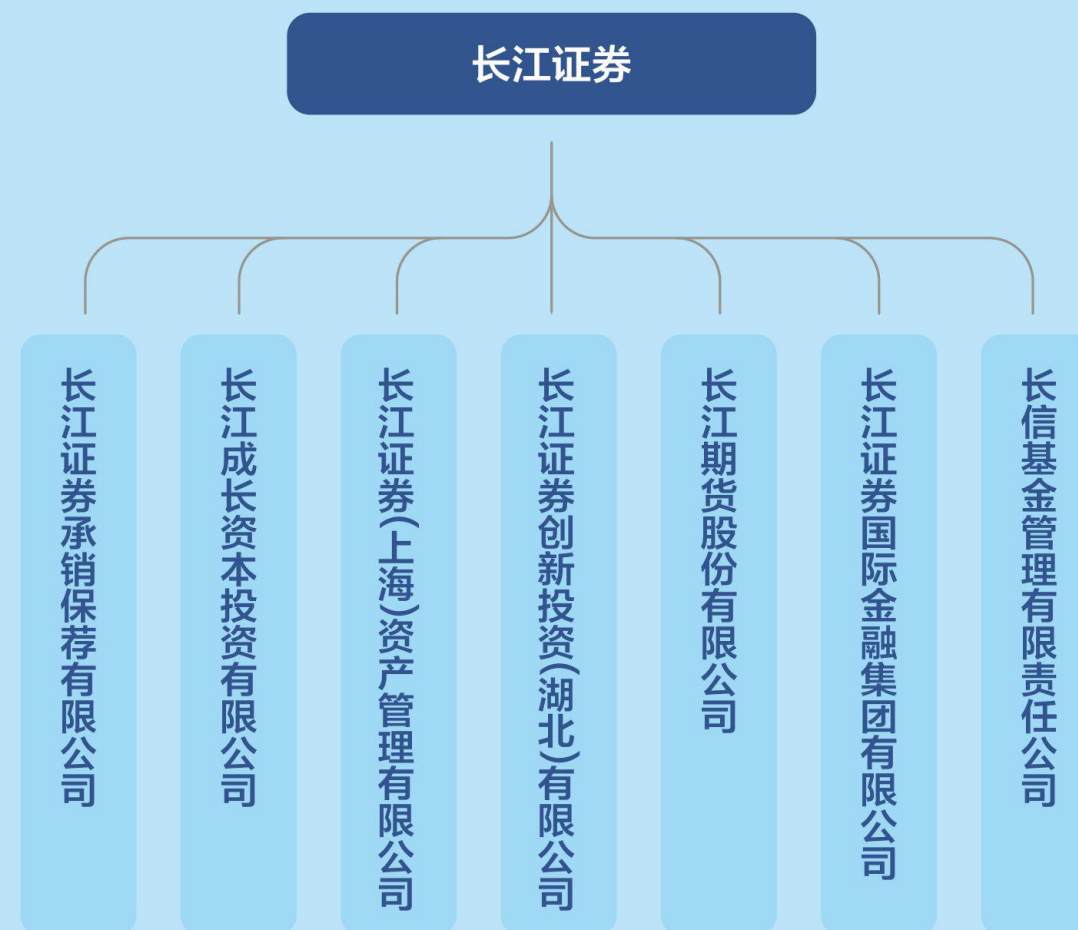 长江证券
长江证券承销保荐有限公司
长江成长资本投资有限公司
长江证券(上海)资产管理有限公司
长江证券创新投资(湖北)有限公司
长江期货股份有限公司
长江证券国际金融集团有限公司
长信基金管理有限责任公司